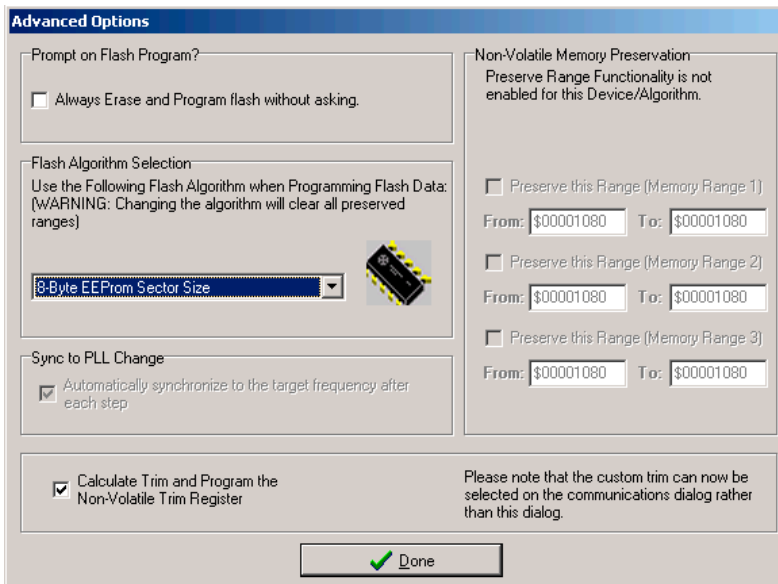 Advanced Options
Prompt on Flash Program?
Always Erase and Program flash without asking.
Flash Algorithm Selection
Use the Following Flash Algorithm when Programming Flash Data:
(WARNING: Changing the algorithm will clear all preserved
ranges)
8-Byte EEProm Sector Size
Sync to PLL Change
Automatically synchronize to the target frequency after
each step
Non-Volatile Memory Preservation
Preserve Range Functionality is not
enabled for this Device/Algorithm.
Preserve this Range (Memory Range 1)
From: $00001080 To: $00001080
Preserve this Range (Memory Range 2)
From: $00001080 To: $00001080
Preserve this Range (Memory Range 3)
From: $00001080 To: $00001080
Calculate Trim and Program the
Non-Volatile Trim Register
Please note that the custom trim can now be
selected on the communications dialog rather
than this dialog.
Done